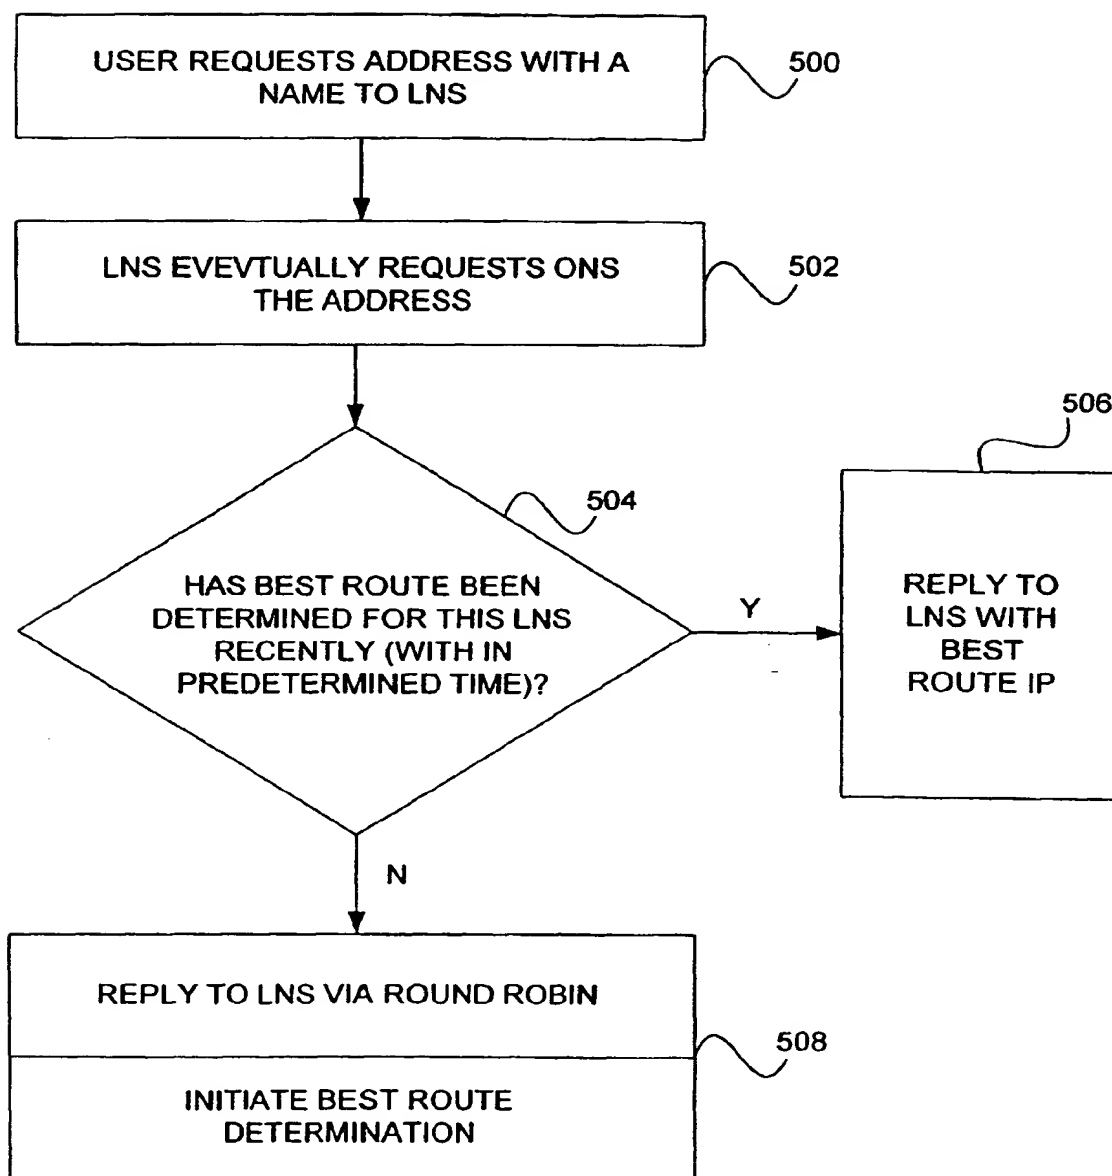 USER REQUESTS ADDRESS WITH A
NAME TO LNS
500
LNS EVEVTUALLY REQUESTS ONS
THE ADDRESS
502
506
504
HAS BEST ROUTE BEEN
DETERMINED FOR THIS LNS
RECENTLY (WITH IN
PREDETERMINED TIME)?
Y
REPLY TO
LNS WITH
BEST
ROUTE IP
N
REPLY TO LNS VIA ROUND ROBIN
508
INITIATE BEST ROUTE
DETERMINATION